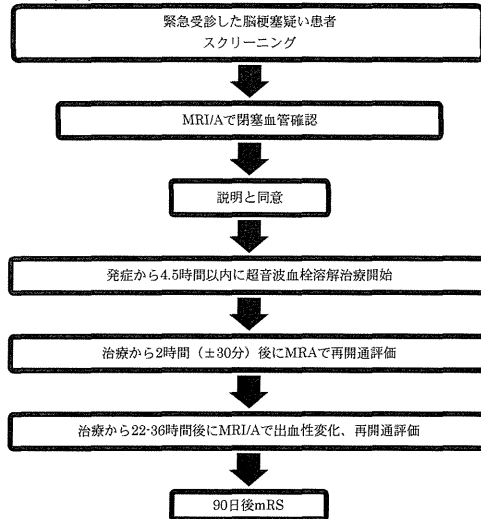 緊急受診した脳梗塞疑い患者
スクリーニング
MRI/Aで閉塞血管確認
説明と同意
発症から4.5時間以内に超音波血栓溶解治療開始
治療から2時間（±30分）後にMRAで再開通評価
治療から22-36時間後にMRI/Aで出血性変化、再開通評価
90日後mRS